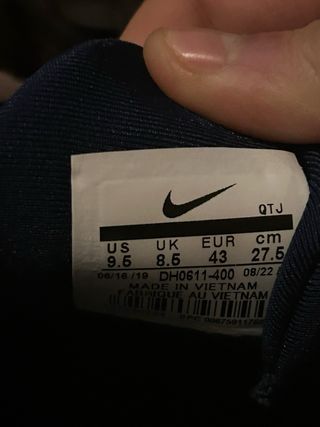 QTJ
US UK EUR cm
9.5 8.5 43 27.5
06/16/19 DH0611-400 08/22
MADE IN VIETNAM
FABRIQUE AU VIETNAM